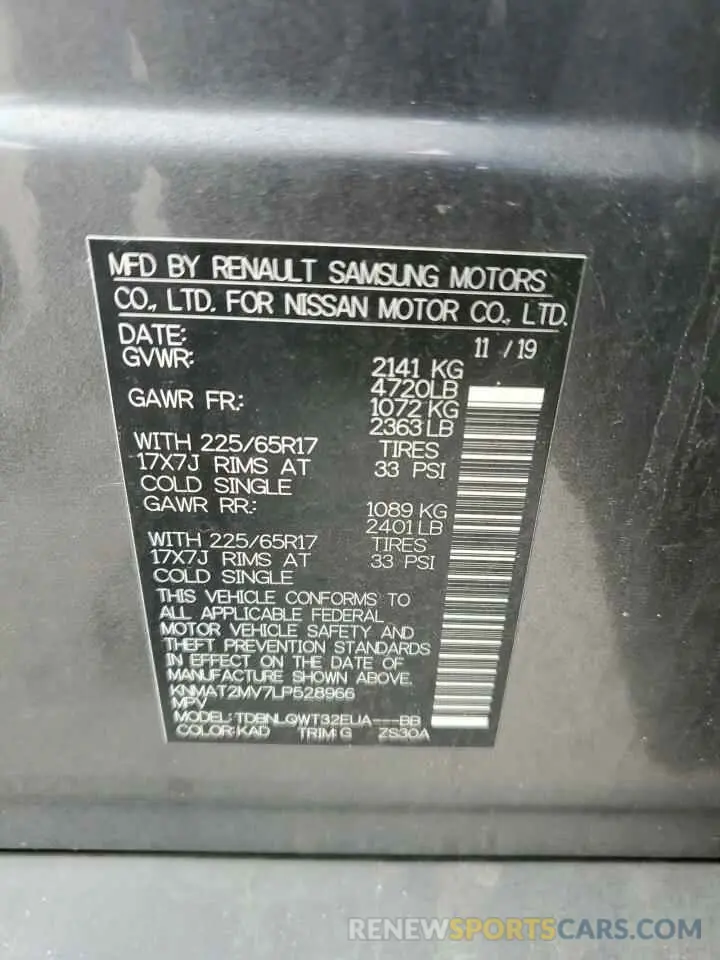 MFD BY RENAULT SAMSUNG MOTORS
CO., LTD. FOR NISSAN MOTOR CO., LTD.
DATE: 11 / 19
GVWR: 2141 KG
4720LB
GAWR FR.: 1072 KG
2363 LB
WITH 225/65R17 TIRES
17X7J RIMS AT 33 PSI
COLD SINGLE
GAWR RR.: 1089 KG
2401 LB
WITH 225/65R17 TIRES
17X7J RIMS AT 33 PSI
COLD SINGLE
THIS VEHICLE CONFORMS TO
ALL APPLICABLE FEDERAL
MOTOR VEHICLE SAFETY AND
THEFT PREVENTION STANDARDS
IN EFFECT ON THE DATE OF
MANUFACTURE SHOWN ABOVE.
KNMAT2MV7LP528966
MPV
MODEL: TDBNLQWT32EUA---BB
COLOR:KAD TRIM:G ZS30A
RENEWSPORTSCARS.COM